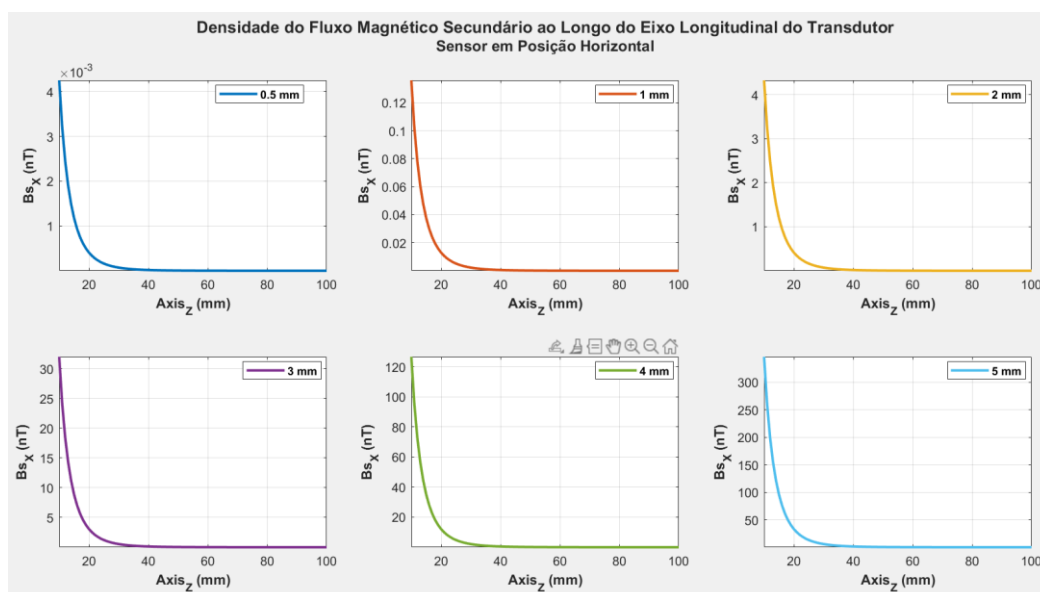 Densidade do Fluxo Magnético Secundário ao Longo do Eixo Longitudinal do Transdutor
Sensor em Posição Horizontal
×10⁻³
4
3
2
1
Bs_X (nT)
0.5 mm
20 40 60 80 100
Axis_Z (mm)
0.12
0.1
0.08
0.06
0.04
0.02
Bs_X (nT)
1 mm
20 40 60 80 100
Axis_Z (mm)
4
3
2
1
Bs_X (nT)
2 mm
20 40 60 80 100
Axis_Z (mm)
30
25
20
15
10
5
Bs_X (nT)
3 mm
20 40 60 80 100
Axis_Z (mm)
120
100
80
60
40
20
Bs_X (nT)
4 mm
20 40 60 80 100
Axis_Z (mm)
300
250
200
150
100
50
Bs_X (nT)
5 mm
20 40 60 80 100
Axis_Z (mm)